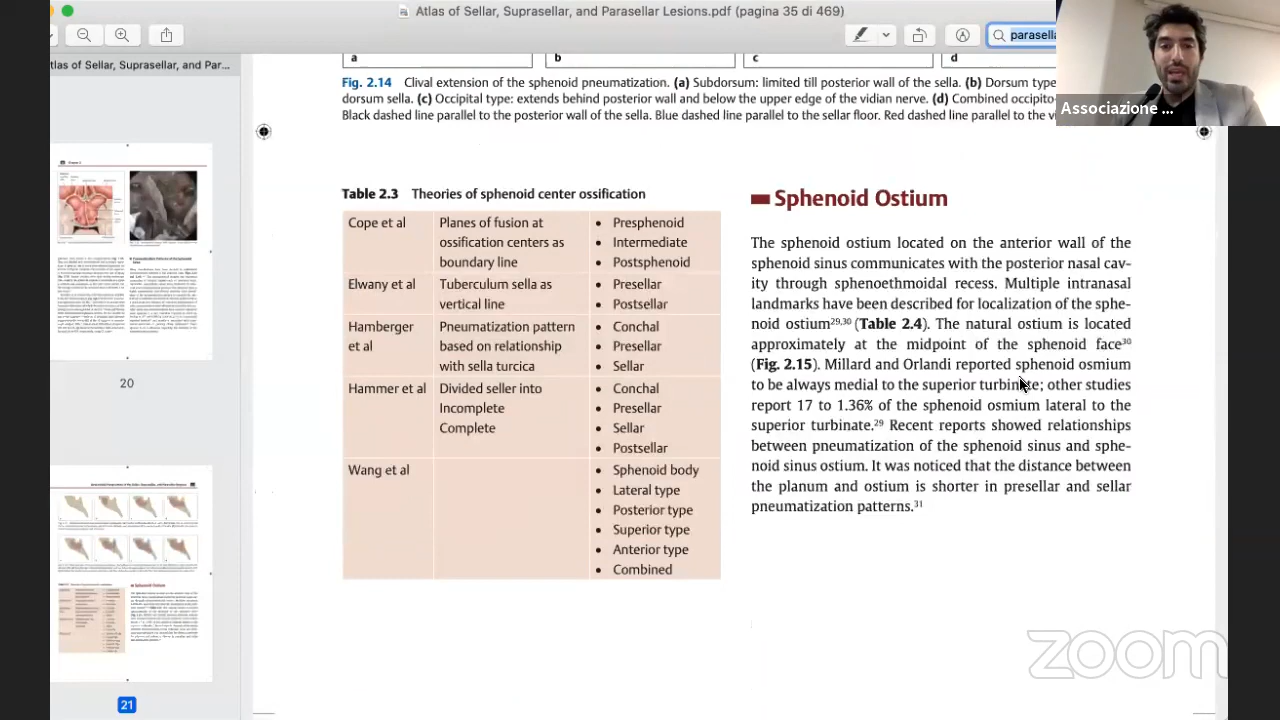 Atlas of Sellar, Suprasellar, and Parasellar Lesions.pdf (pagina 35 di 469)
parasella
tlas of Sellar, Suprasellar, and Par...
Associazione ...
a
b
c
d
Fig. 2.14 Clival extension of the sphenoid pneumatization. (a) Subdorsum: limited till posterior wall of the sella. (b) Dorsum type
dorsum sella. (c) Occipital type: extends behind posterior wall and below the upper edge of the vidian nerve. (d) Combined occipito
Black dashed line parallel to the posterior wall of the sella. Blue dashed line parallel to the sellar floor. Red dashed line parallel to the
20
21
Table 2.3 Theories of sphenoid center ossification
Cope et al
Planes of fusion at
ossification centers as
boundary line
• Presphenoid
• Intermediate
• Postsphenoid
Elwany et al
Tuberculum sella as
vertical line
• Presellar
• Postsellar
Hamberger
et al
Pneumatization pattern
based on relationship
with sella turcica
• Conchal
• Presellar
• Sellar
Hammer et al
Divided seller into
Incomplete
Complete
• Conchal
• Presellar
• Sellar
• Postsellar
Wang et al
• Sphenoid body
• Lateral type
• Posterior type
• Superior type
• Anterior type
• Combined
Sphenoid Ostium
The sphenoid ostium located on the anterior wall of the
sphenoid sinus communicates with the posterior nasal cav-
ity through sphenoethmoidal recess. Multiple intranasal
landmarks have been described for localization of the sphe-
noid ostium29,30 (Table 2.4). The natural ostium is located
approximately at the midpoint of the sphenoid face30
(Fig. 2.15). Millard and Orlandi reported sphenoid osmium
to be always medial to the superior turbinate; other studies
report 17 to 1.36% of the sphenoid osmium lateral to the
superior turbinate.29 Recent reports showed relationships
between pneumatization of the sphenoid sinus and sphe-
noid sinus ostium. It was noticed that the distance between
the planum and ostium is shorter in presellar and sellar
pneumatization patterns.31
zoom